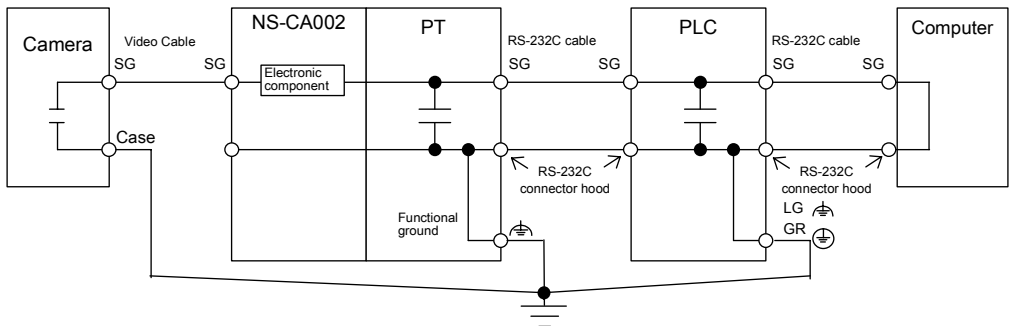 Camera
Video Cable
NS-CA002
PT
RS-232C cable
PLC
RS-232C cable
Computer
SG
SG
SG
SG
SG
SG
Electronic
component
Case
RS-232C
connector hood
RS-232C
connector hood
Functional
ground
LG
GR